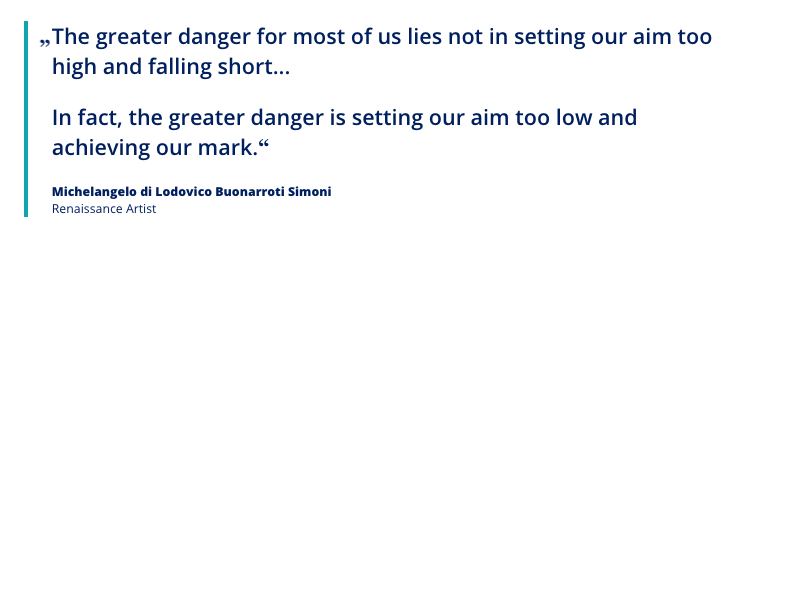 „The greater danger for most of us lies not in setting our aim too
high and falling short...
In fact, the greater danger is setting our aim too low and
achieving our mark.“
Michelangelo di Lodovico Buonarroti Simoni
Renaissance Artist